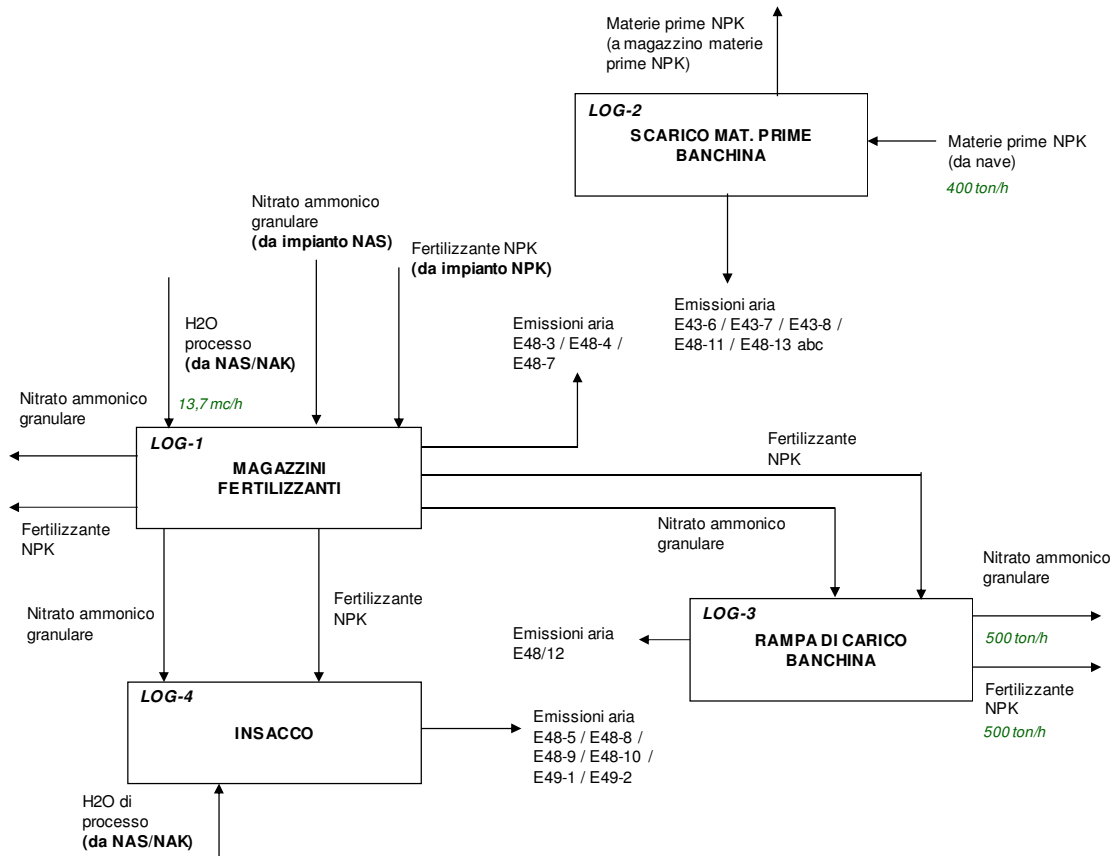 Materie prime NPK
(a magazzino materie
prime NPK)
LOG-2
SCARICO MAT. PRIME
BANCHINA
Materie prime NPK
(da nave)
400 ton/h
Nitrato ammonico
granulare
(da impianto NAS)
Fertilizzante NPK
(da impianto NPK)
H2O
processo
(da NAS/NAK)
13,7 mc/h
Emissioni aria
E48-3 / E48-4 /
E48-7
Emissioni aria
E43-6 / E43-7 / E43-8 /
E48-11 / E48-13 abc
Nitrato ammonico
granulare
LOG-1
MAGAZZINI
FERTILIZZANTI
Fertilizzante
NPK
Fertilizzante
NPK
Nitrato ammonico
granulare
Nitrato ammonico
granulare
Fertilizzante
NPK
Nitrato ammonico
granulare
500 ton/h
LOG-3
RAMPA DI CARICO
BANCHINA
Emissioni aria
E48/12
Fertilizzante
NPK
500 ton/h
LOG-4
INSACCO
Emissioni aria
E48-5 / E48-8 /
E48-9 / E48-10 /
E49-1 / E49-2
H2O di
processo
(da NAS/NAK)